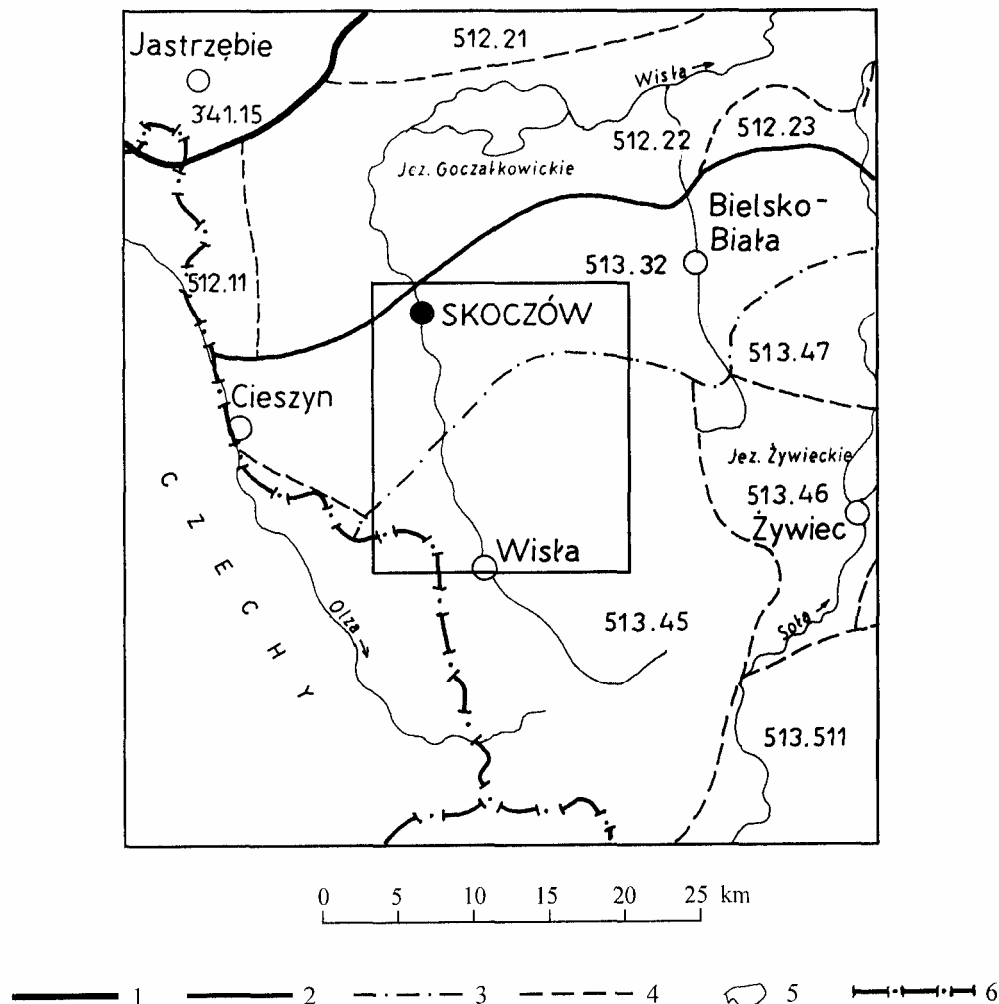 Jastrzębie
341.15
512.21
Wisła
512.22
512.23
Jez. Goczałkowickie
Bielsko-
Biała
513.32
512.11
SKOCZÓW
513.47
Cieszyn
Jez. Żywieckie
513.46
Żywiec
CZECHY
Wisła
Olza
513.45
Soła
513.511
0 5 10 15 20 25 km
1 2 3 4 5 6